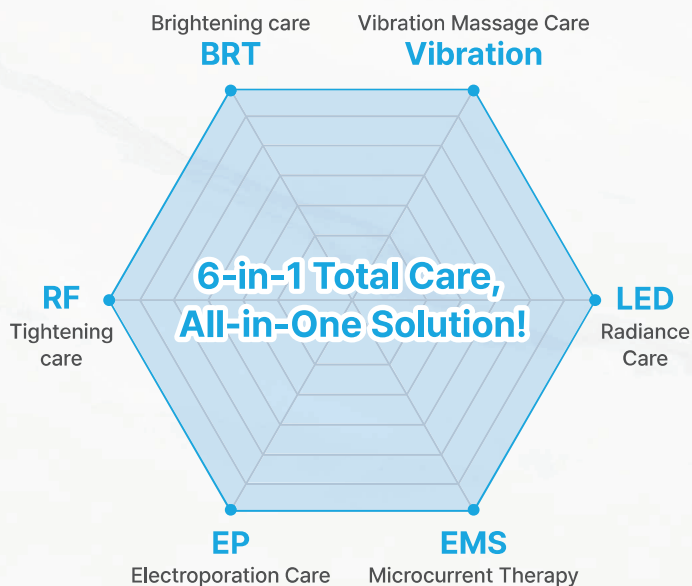 Brightening care
BRT
Vibration Massage Care
Vibration
6-in-1 Total Care,
All-in-One Solution!
RF
Tightening
care
LED
Radiance
Care
EP
Electroporation Care
EMS
Microcurrent Therapy